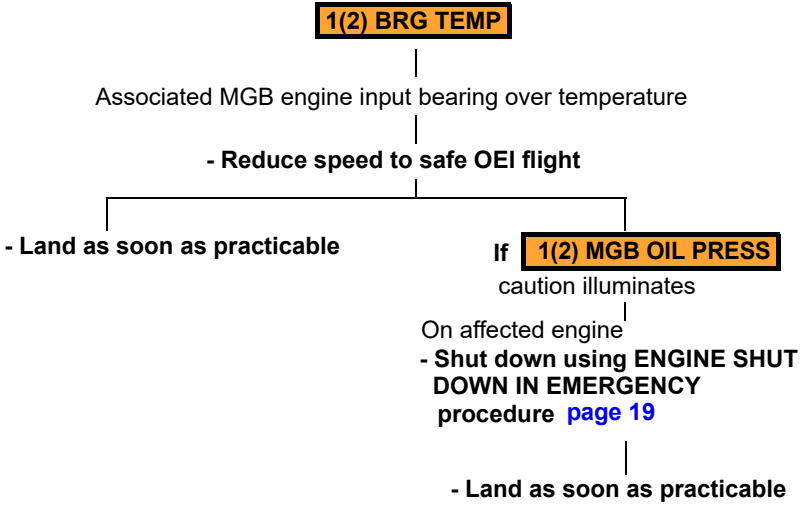 1(2) BRG TEMP
Associated MGB engine input bearing over temperature
- Reduce speed to safe OEI flight
- Land as soon as practicable
If 1(2) MGB OIL PRESS
caution illuminates
On affected engine
- Shut down using ENGINE SHUT
DOWN IN EMERGENCY
procedure page 19
- Land as soon as practicable